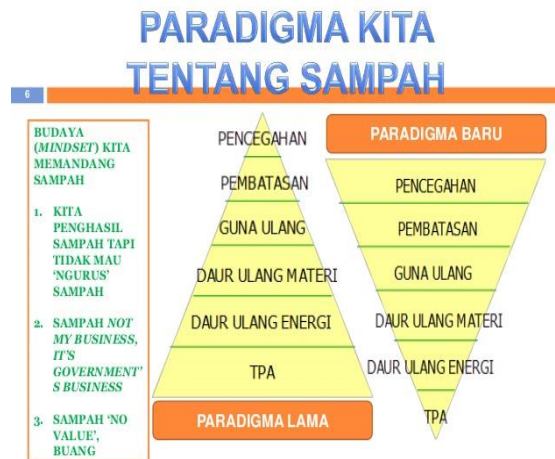 PARADIGMA KITA
TENTANG SAMPAH
6
BUDAYA
(MINDSET) KITA
MEMANDANG
SAMPAH
1. KITA
PENGHASIL
SAMPAH TAPI
TIDAK MAU
‘NGURUS’
SAMPAH
2. SAMPAH NOT
MY BUSINESS,
IT’S
GOVERNMENT’
S BUSINESS
3. SAMPAH ‘NO
VALUE’,
BUANG
PENCEGAHAN
PEMBATASAN
GUNA ULANG
DAUR ULANG MATERI
DAUR ULANG ENERGI
TPA
PARADIGMA LAMA
PARADIGMA BARU
PENCEGAHAN
PEMBATASAN
GUNA ULANG
DAUR ULANG MATERI
DAUR ULANG ENERGI
TPA